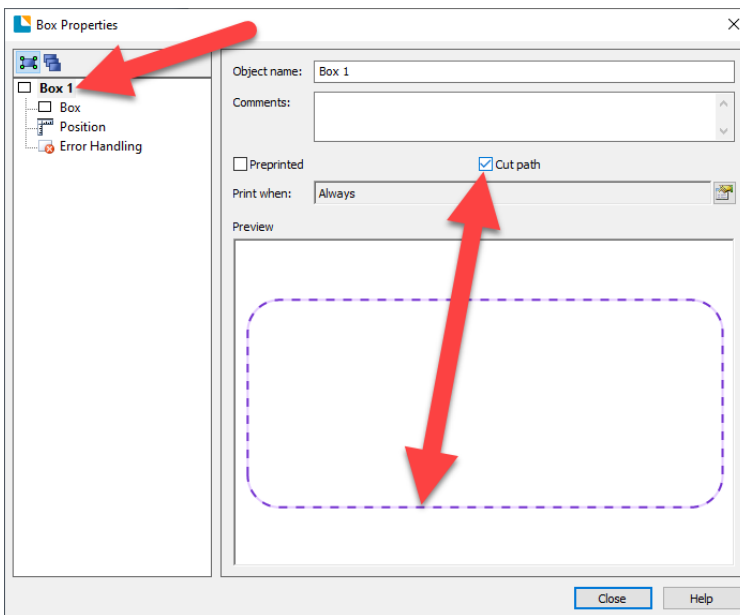 Box Properties
Box 1
Box
Position
Error Handling
Object name: Box 1
Comments:
Preprinted Cut path
Print when: Always
Preview
Close Help